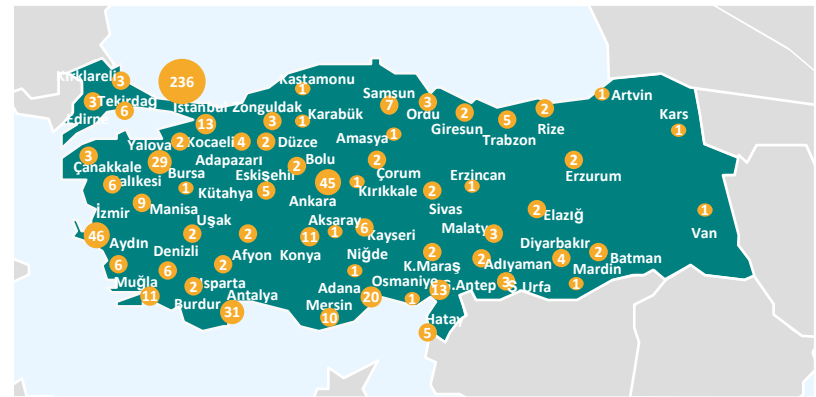 Kırklareli
3
236
Kastamonu
1
Samsun
7
3
Ordu
1
Artvin
3
Tekirdağ
Edirne
6
İstanbul
13
Zonguldak
3
1
Karabük
2
Giresun
5
Trabzon
2
Rize
Kars
1
Yalova
2
Kocaeli
4
2
Düzce
Amasya
1
3
Çanakkale
29
Bursa
Adapazarı
2
Bolu
2
Çorum
2
Erzurum
6
1
Kütahya
Eskişehir
5
45
Ankara
1
Kırıkkale
2
Sivas
Erzincan
1
9
Manisa
İzmir
46
Uşak
2
2
Afyon
11
Konya
Aksaray
1
6
Kayseri
Malatya
3
2
Elazığ
1
Van
Aydın
6
Denizli
6
2
Isparta
Niğde
1
2
K.Maraş
2
Adıyaman
Diyarbakır
4
2
Batman
Muğla
11
2
Burdur
Antalya
31
Mersin
10
Adana
20
Osmaniye
1
13
G.Antep
3
Ş.Urfa
Mardin
1
Hatay
5